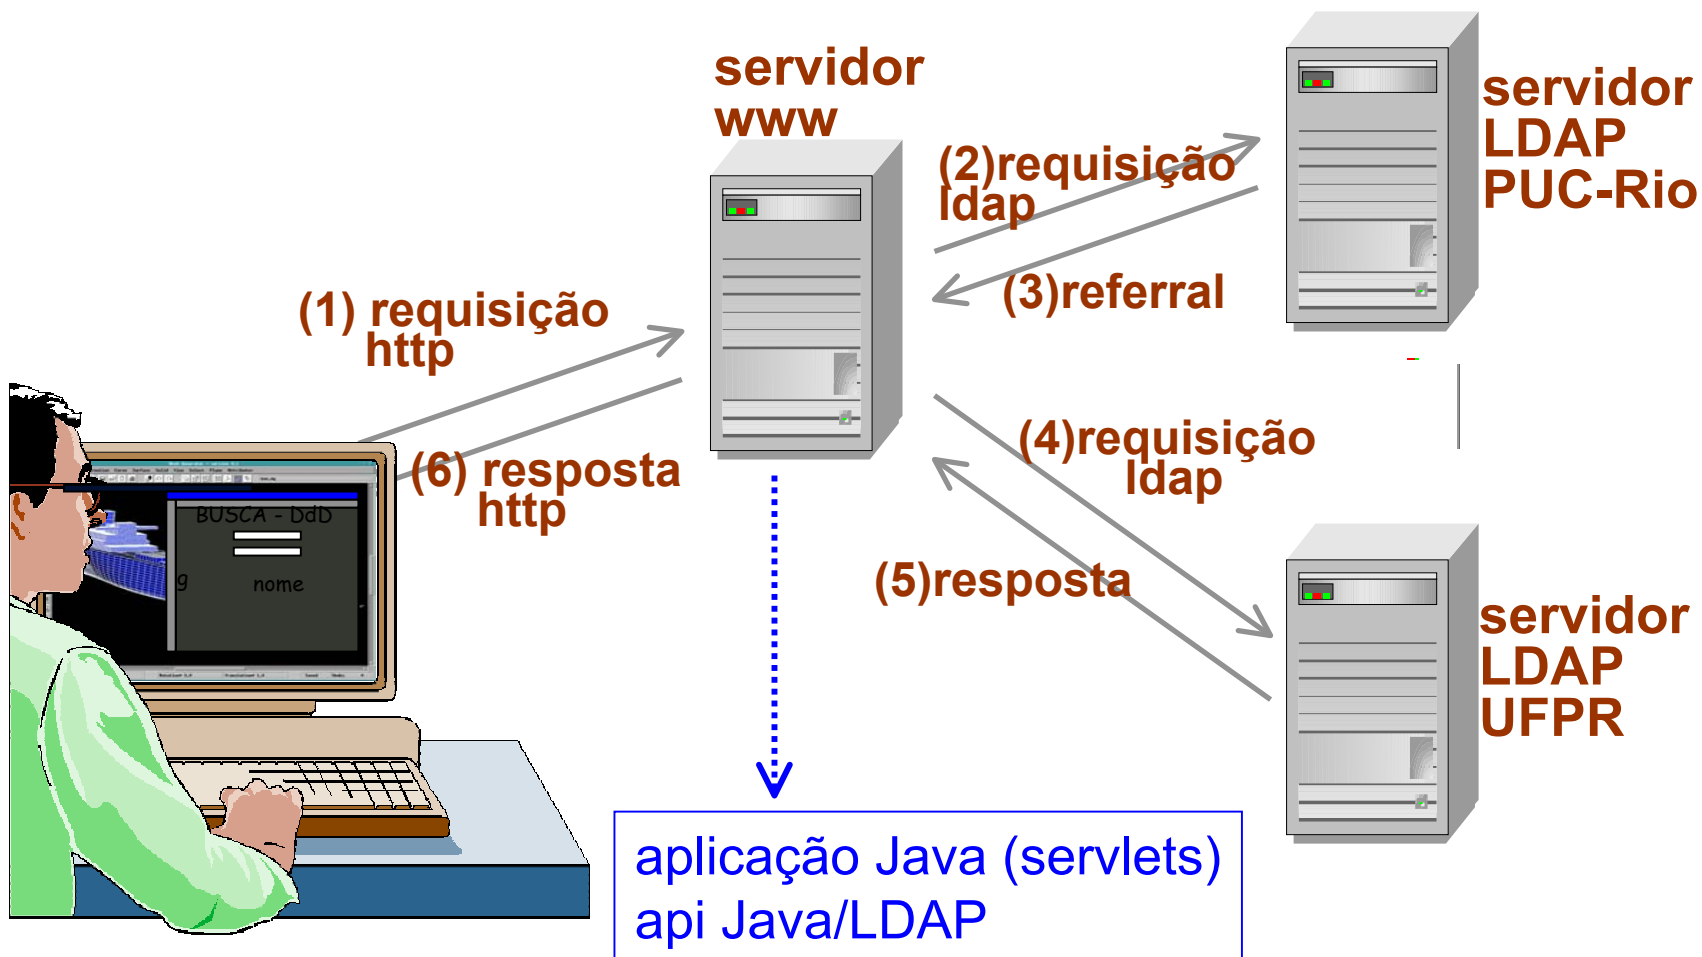 servidor
www
servidor
LDAP
PUC-Rio
(2)requisição
ldap
(3)referral
(1) requisição
http
(6) resposta
http
(4)requisição
ldap
(5)resposta
BUSCA - DdD
g
nome
servidor
LDAP
UFPR
aplicação Java (servlets)
api Java/LDAP